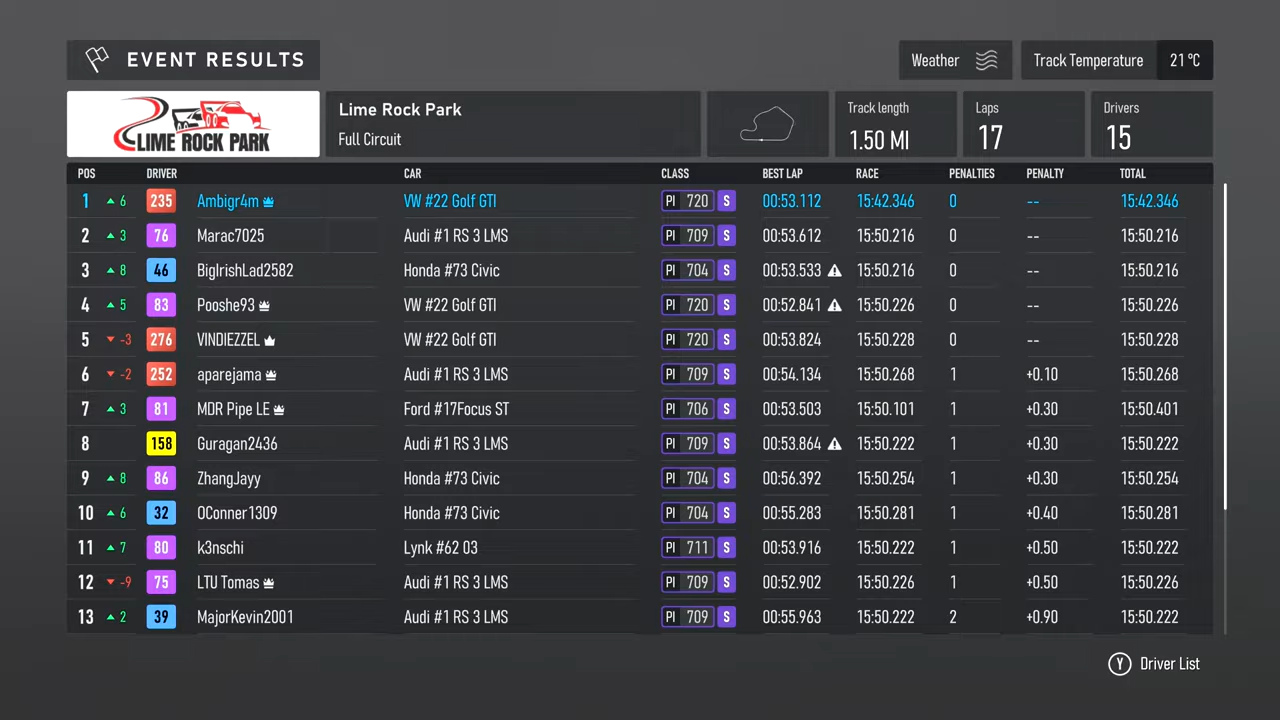 EVENT RESULTS
Weather
Track Temperature 21 ºC
LIME ROCK PARK
Lime Rock Park
Full Circuit
Track length
1.50 MI
Laps
17
Drivers
15
POS DRIVER CAR CLASS BEST LAP RACE PENALTIES PENALTY TOTAL
1 6 235 Ambigr4m VW #22 Golf GTI PI 720 S 00:53.112 15:42.346 0 -- 15:42.346
2 3 76 Marac7025 Audi #1 RS 3 LMS PI 709 S 00:53.612 15:50.216 0 -- 15:50.216
3 8 46 BigIrishLad2582 Honda #73 Civic PI 704 S 00:53.533 15:50.216 0 -- 15:50.216
4 5 83 Pooshe93 VW #22 Golf GTI PI 720 S 00:52.841 15:50.226 0 -- 15:50.226
5 -3 276 VINDIEZZEL VW #22 Golf GTI PI 720 S 00:53.824 15:50.228 0 -- 15:50.228
6 -2 252 aparejama Audi #1 RS 3 LMS PI 709 S 00:54.134 15:50.268 1 +0.10 15:50.268
7 3 81 MDR Pipe LE Ford #17Focus ST PI 706 S 00:53.503 15:50.101 1 +0.30 15:50.401
8 158 Guragan2436 Audi #1 RS 3 LMS PI 709 S 00:53.864 15:50.222 1 +0.30 15:50.222
9 8 86 ZhangJayy Honda #73 Civic PI 704 S 00:56.392 15:50.254 1 +0.30 15:50.254
10 6 32 OConner1309 Honda #73 Civic PI 704 S 00:55.283 15:50.281 1 +0.40 15:50.281
11 7 80 k3nschi Lynk #62 03 PI 711 S 00:53.916 15:50.222 1 +0.50 15:50.222
12 -9 75 LTU Tomas Audi #1 RS 3 LMS PI 709 S 00:52.902 15:50.226 1 +0.50 15:50.226
13 2 39 MajorKevin2001 Audi #1 RS 3 LMS PI 709 S 00:55.963 15:50.222 2 +0.90 15:50.222
Y Driver List